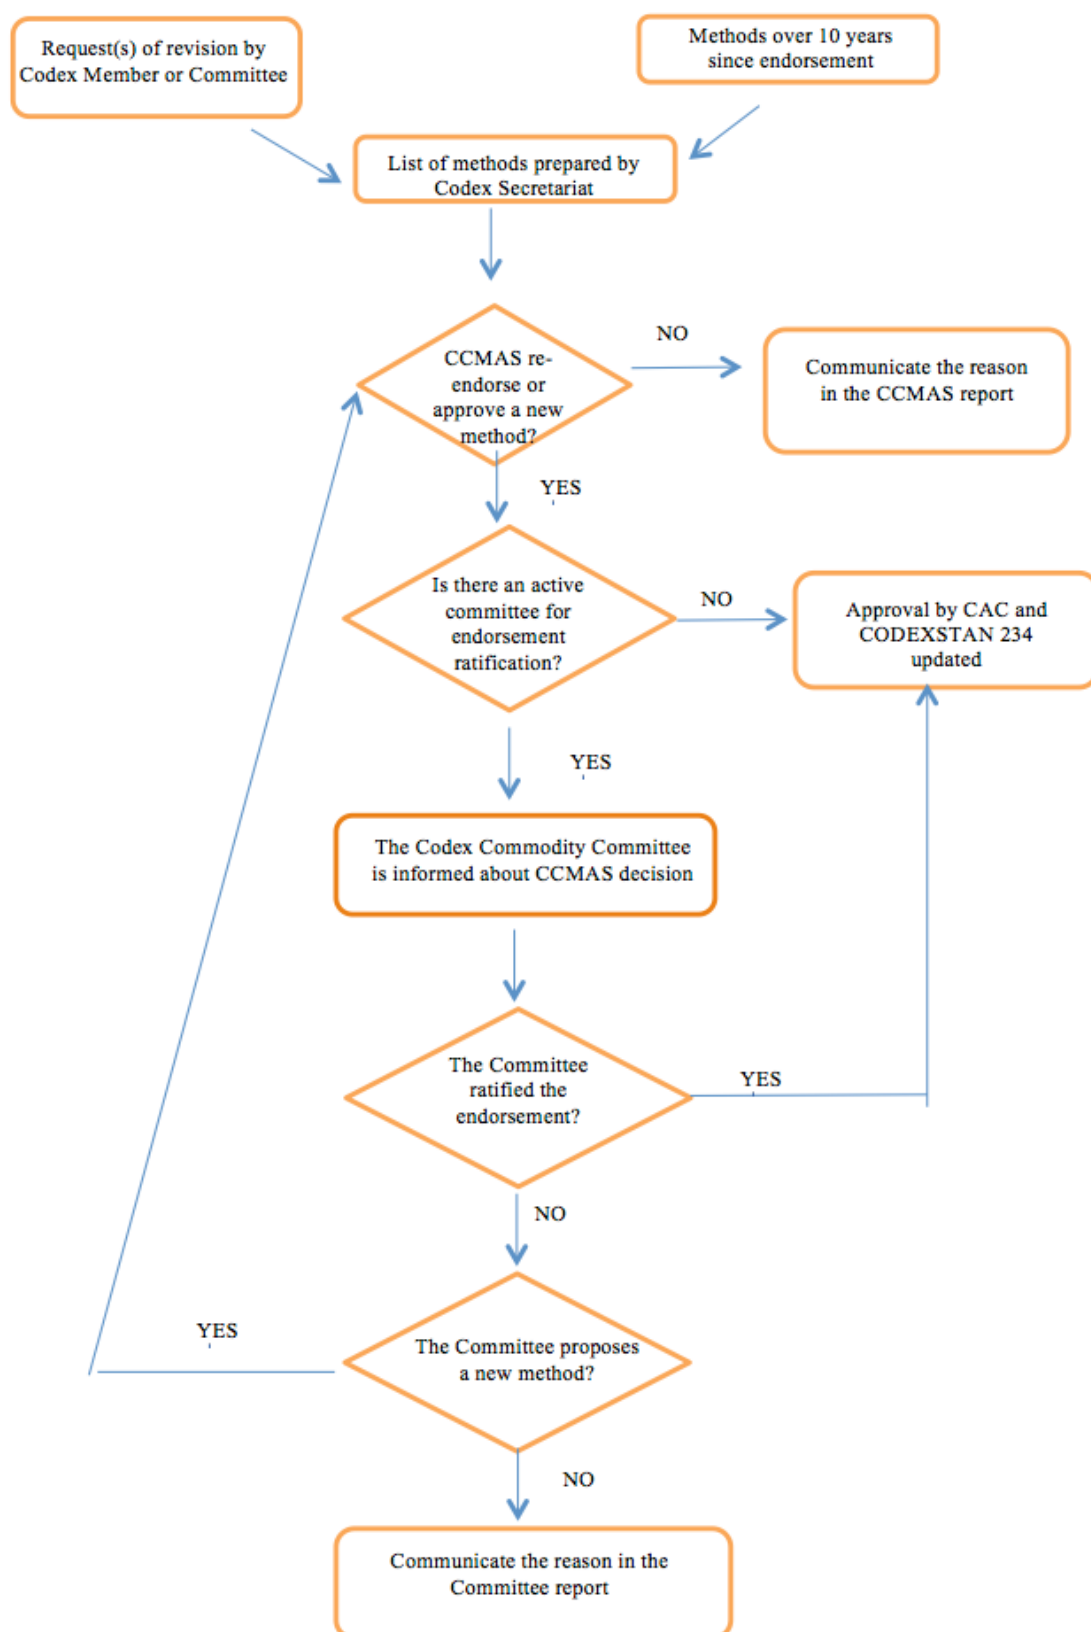 Request(s) of revision by
Codex Member or Committee
Methods over 10 years
since endorsement
List of methods prepared by
Codex Secretariat
CCMAS re-
endorse or
approve a new
method?
NO
Communicate the reason
in the CCMAS report
YES
Is there an active
committee for
endorsement
ratification?
NO
Approval by CAC and
CODEXSTAN 234
updated
YES
The Codex Commodity Committee
is informed about CCMAS decision
The Committee
ratified the
endorsement?
YES
NO
The Committee proposes
a new method?
YES
NO
Communicate the reason in the
Committee report